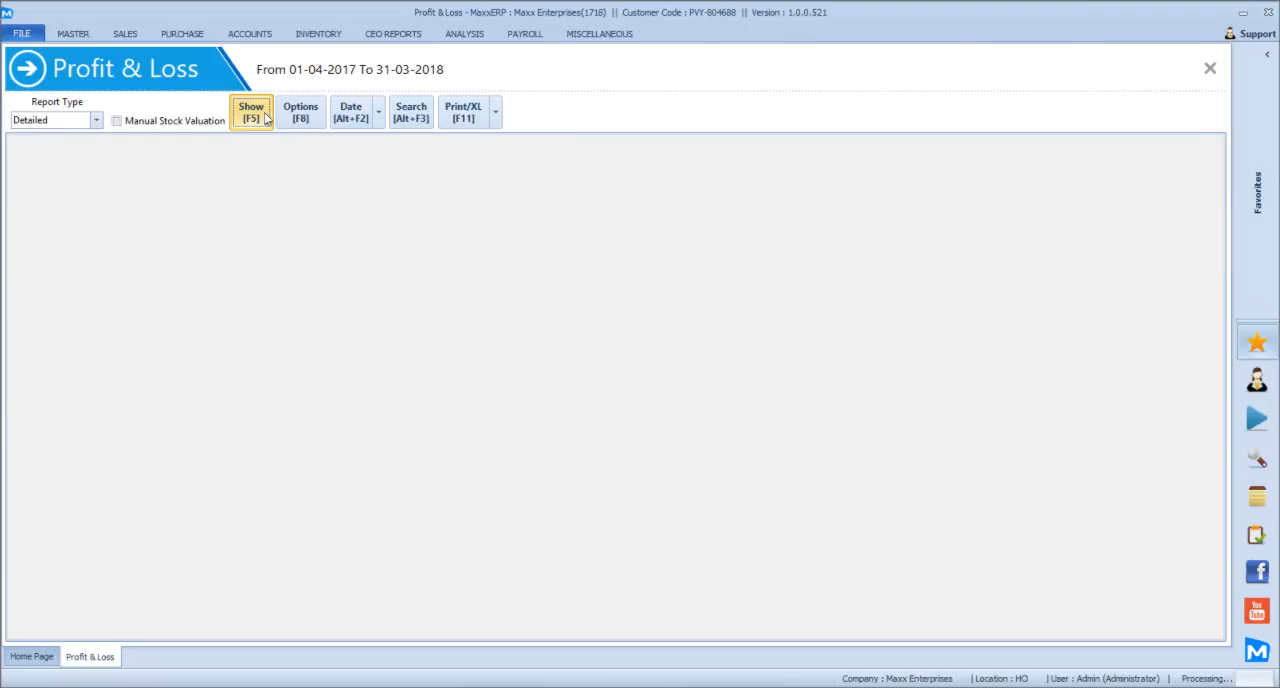 Profit & Loss - MaxxERP : Maxx Enterprises(1718) || Customer Code : PVY-804688 || Version : 1.0.0.521
FILE MASTER SALES PURCHASE ACCOUNTS INVENTORY CEO REPORTS ANALYSIS PAYROLL MISCELLANEOUS Support
Profit & Loss From 01-04-2017 To 31-03-2018
Report Type
Detailed
Manual Stock Valuation
Show
[F5]
Options
[F8]
Date
[Alt+F2]
Search
[Alt+F3]
Print/XL
[F11]
Favorites
You
Tube
Home Page Profit & Loss
Company : Maxx Enterprises | Location : HO | User : Admin (Administrator) | Processing...